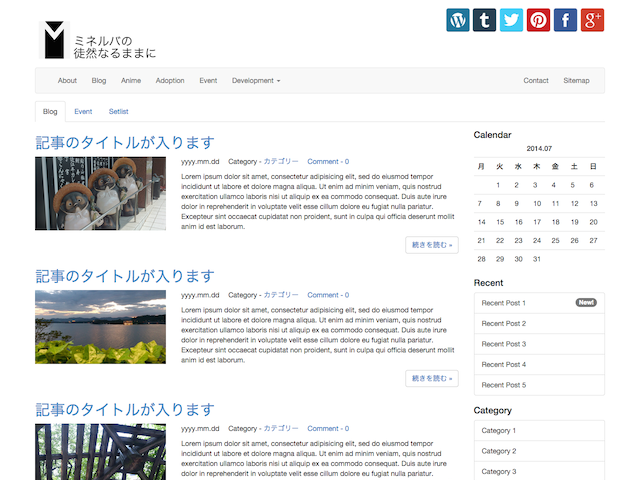 ミネルバの
徒然なるままに
About Blog Anime Adoption Event Development Contact Sitemap
Blog Event Setlist
記事のタイトルが入ります
yyyy.mm.dd Category - カテゴリー Comment - 0
Lorem ipsum dolor sit amet, consectetur adipisicing elit, sed do eiusmod tempor
incididunt ut labore et dolore magna aliqua. Ut enim ad minim veniam, quis nostrud
exercitation ullamco laboris nisi ut aliquip ex ea commodo consequat. Duis aute irure
dolor in reprehenderit in voluptate velit esse cillum dolore eu fugiat nulla pariatur.
Excepteur sint occaecat cupidatat non proident, sunt in culpa qui officia deserunt mollit
anim id est laborum.
続きを読む »
記事のタイトルが入ります
yyyy.mm.dd Category - カテゴリー Comment - 0
Lorem ipsum dolor sit amet, consectetur adipisicing elit, sed do eiusmod tempor
incididunt ut labore et dolore magna aliqua. Ut enim ad minim veniam, quis nostrud
exercitation ullamco laboris nisi ut aliquip ex ea commodo consequat. Duis aute irure
dolor in reprehenderit in voluptate velit esse cillum dolore eu fugiat nulla pariatur.
Excepteur sint occaecat cupidatat non proident, sunt in culpa qui officia deserunt mollit
anim id est laborum.
続きを読む »
記事のタイトルが入ります
yyyy.mm.dd Category - カテゴリー Comment - 0
Lorem ipsum dolor sit amet, consectetur adipisicing elit, sed do eiusmod tempor
incididunt ut labore et dolore magna aliqua. Ut enim ad minim veniam, quis nostrud
exercitation ullamco laboris nisi ut aliquip ex ea commodo consequat. Duis aute irure
Calendar
2014.07
月 火 水 木 金 土 日
1 2 3 4 5 6
7 8 9 10 11 12 13
14 15 16 17 18 19 20
21 22 23 24 25 26 27
28 29 30 31
Recent
Recent Post 1 New!
Recent Post 2
Recent Post 3
Recent Post 4
Recent Post 5
Category
Category 1
Category 2
Category 3